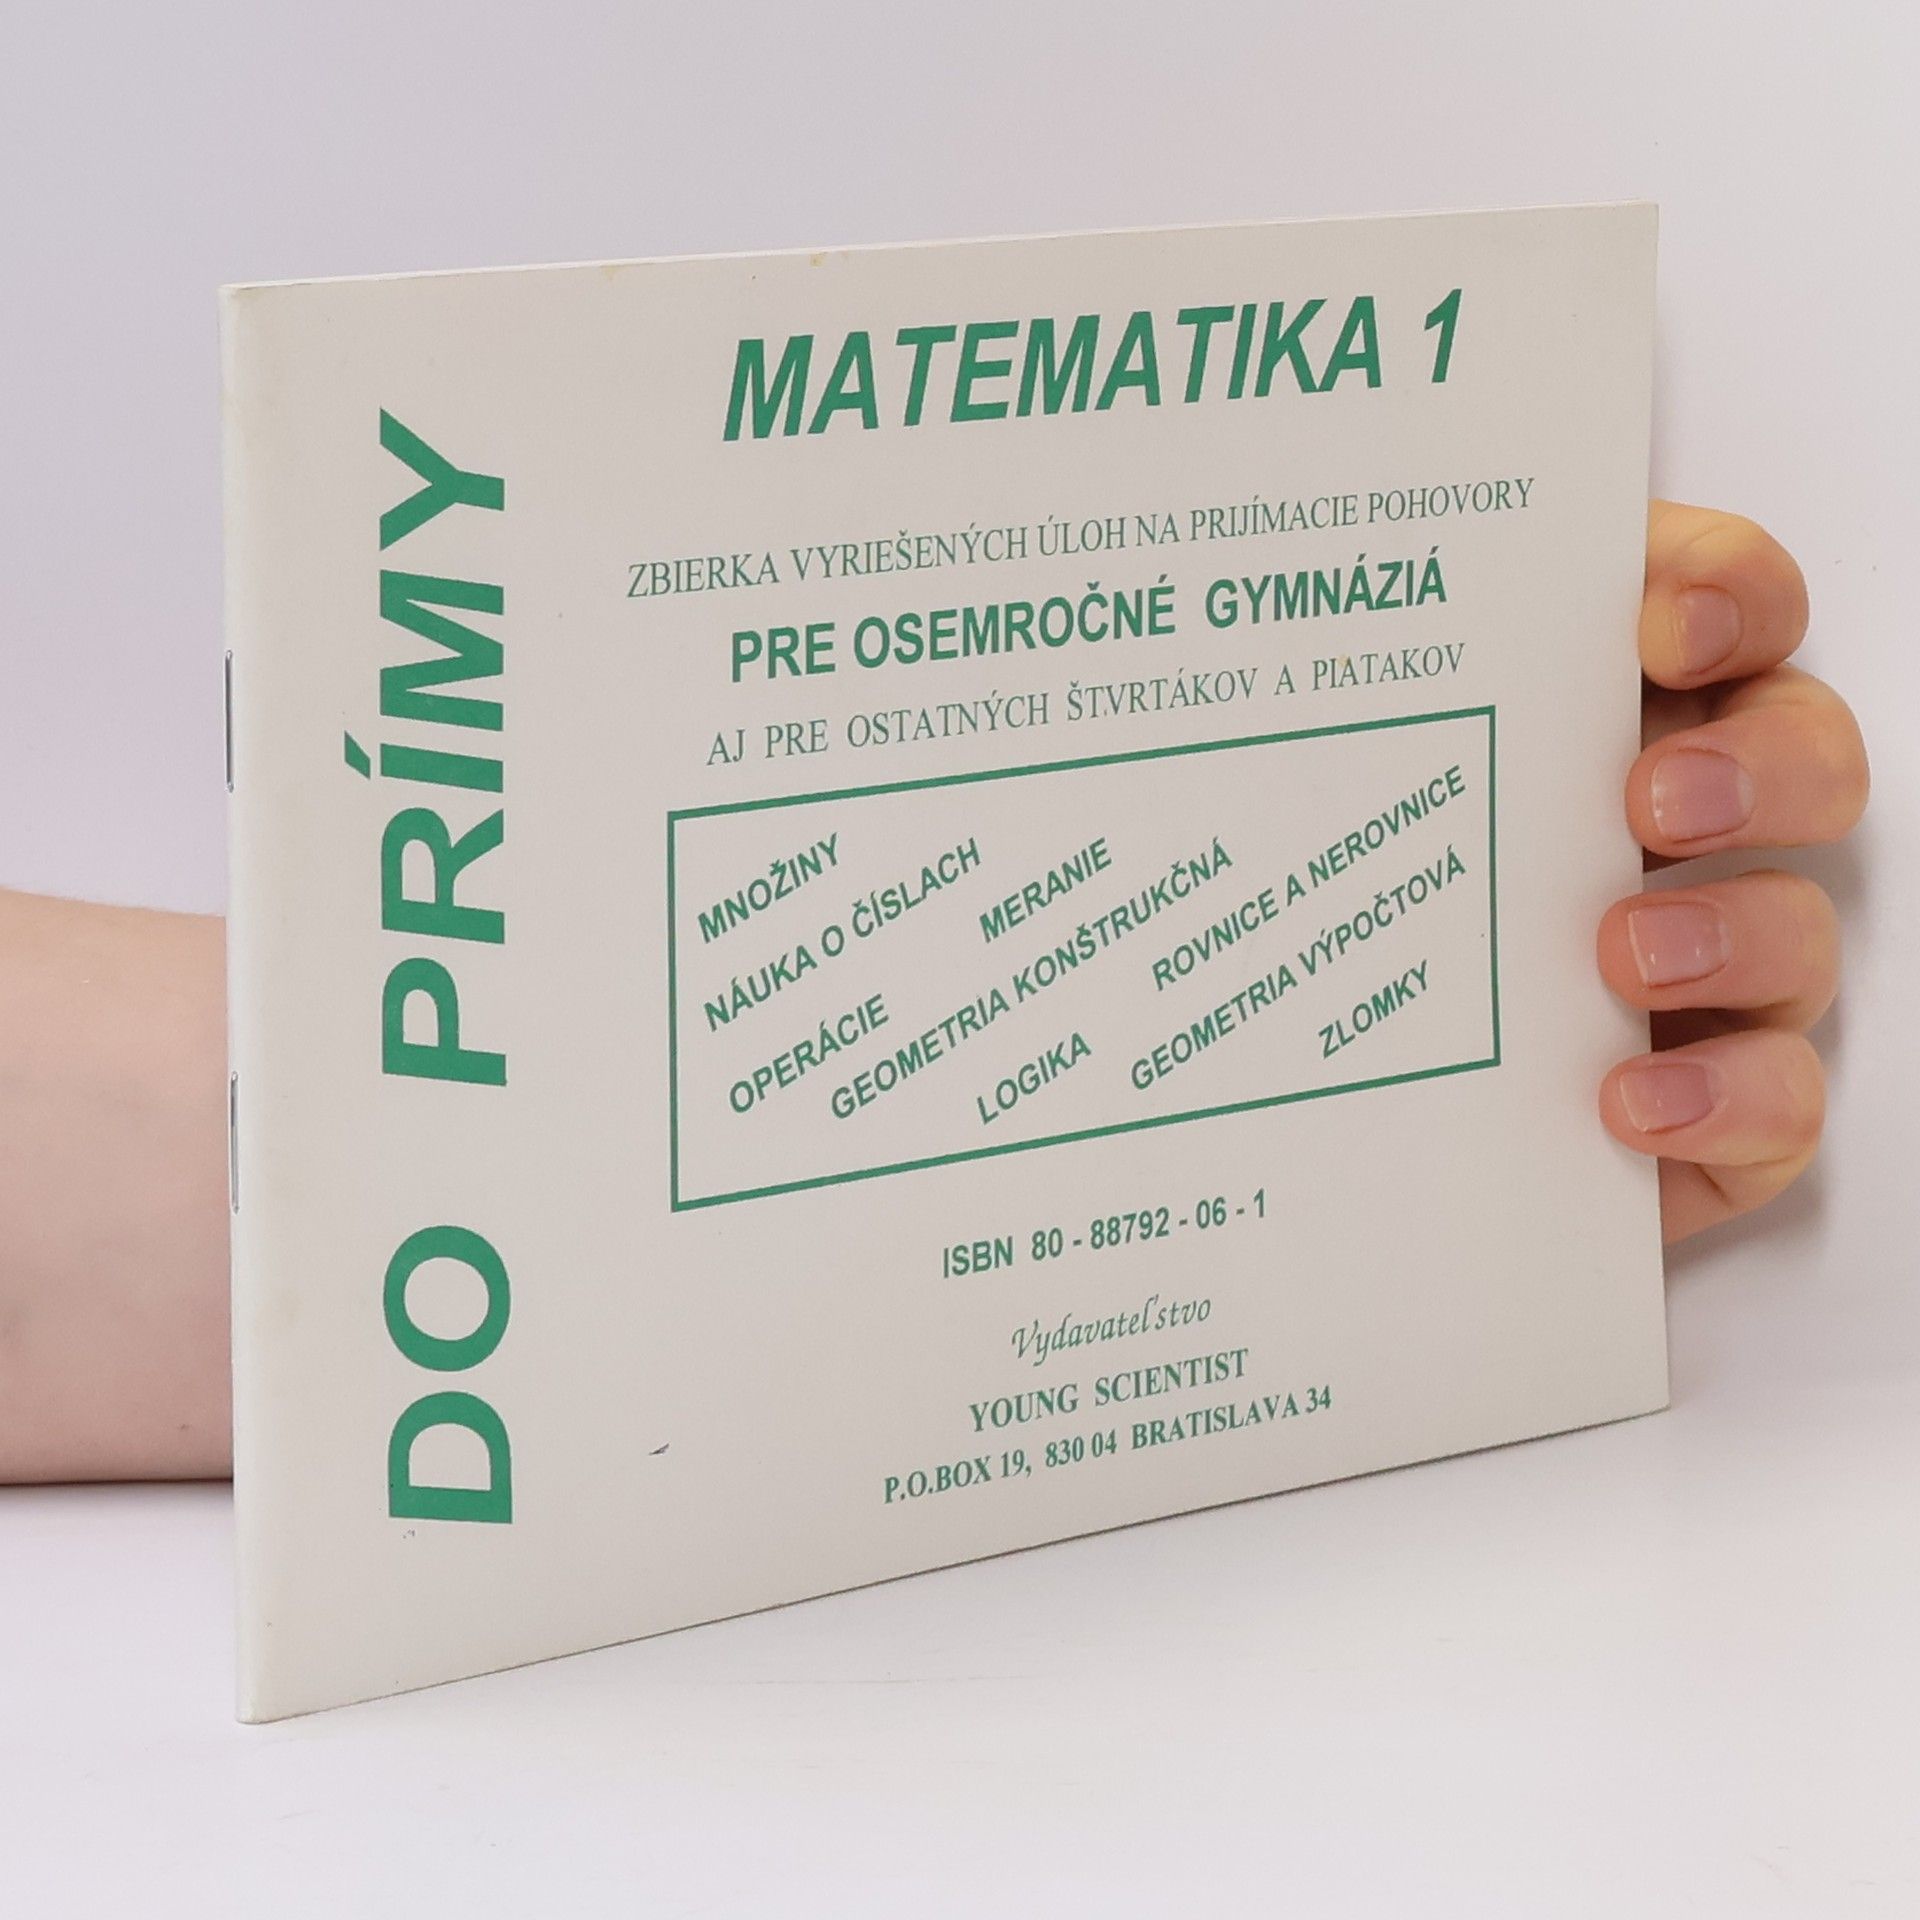 DO PRÍMY
MATEMATIKA 1
ZBIERKA VYRIEŠENÝCH ÚLOH NA PRIJÍMACIE POHOVORY
PRE OSEMROČNÉ GYMNÁZIÁ
AJ PRE OSTATNÝCH ŠT.VRTÁKOV A PIATAKOV
MNOŽINY
NÁUKA O ČÍSLACH
MERANIE
OPERÁCIE
GEOMETRIA KONŠTRUKČNÁ
ROVNICE A NEROVNICE
LOGIKA
GEOMETRIA VÝPOČTOVÁ
ZLOMKY
ISBN 80 - 88792 - 06 - 1
Vydavateľstvo
YOUNG SCIENTIST
P.O.BOX 19, 830 04 BRATISLAVA 34